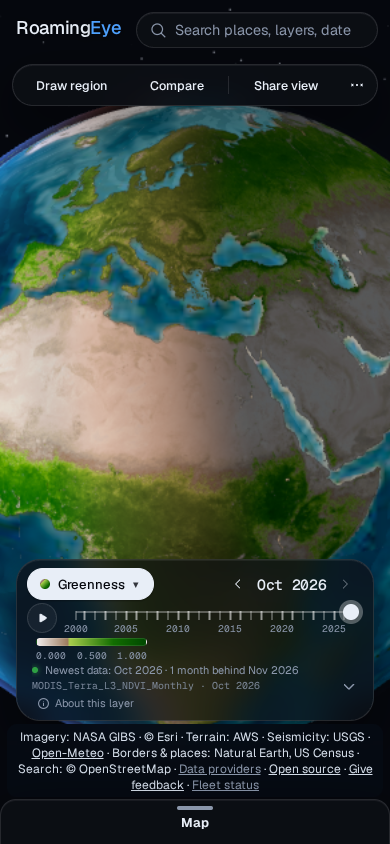 RoamingEye
Search places, layers, date
Draw region Compare Share view ···
Greenness ▾
Oct 2026
2000 2005 2010 2015 2020 2025
0.000 0.500 1.000
Newest data: Oct 2026 · 1 month behind Nov 2026
MODIS_Terra_L3_NDVI_Monthly · Oct 2026
About this layer
Imagery: NASA GIBS · © Esri · Terrain: AWS · Seismicity: USGS ·
Open-Meteo · Borders & places: Natural Earth, US Census ·
Search: © OpenStreetMap · Data providers · Open source · Give
feedback · Fleet status
Map